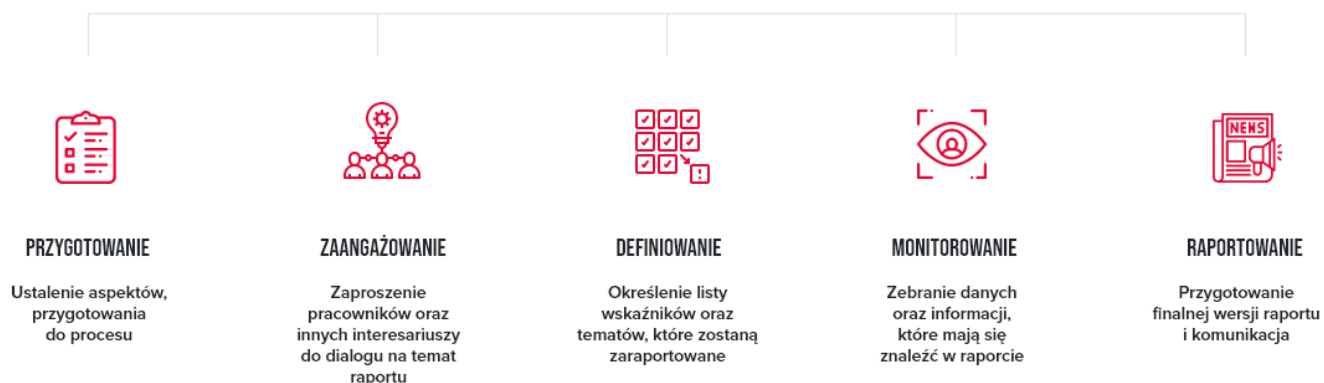 NEWS
PRZYGOTOWANIE
Ustalenie aspektów,
przygotowania
do procesu
ZAANGAŻOWANIE
Zaproszenie
pracowników oraz
innych interesariuszy
do dialogu na temat
raportu
DEFINIOWANIE
Określenie listy
wskaźników oraz
tematów, które zostaną
zaraportowane
MONITOROWANIE
Zebranie danych
oraz informacji,
które mają się
znaleźć w raporcie
RAPORTOWANIE
Przygotowanie
finalnej wersji raportu
i komunikacja